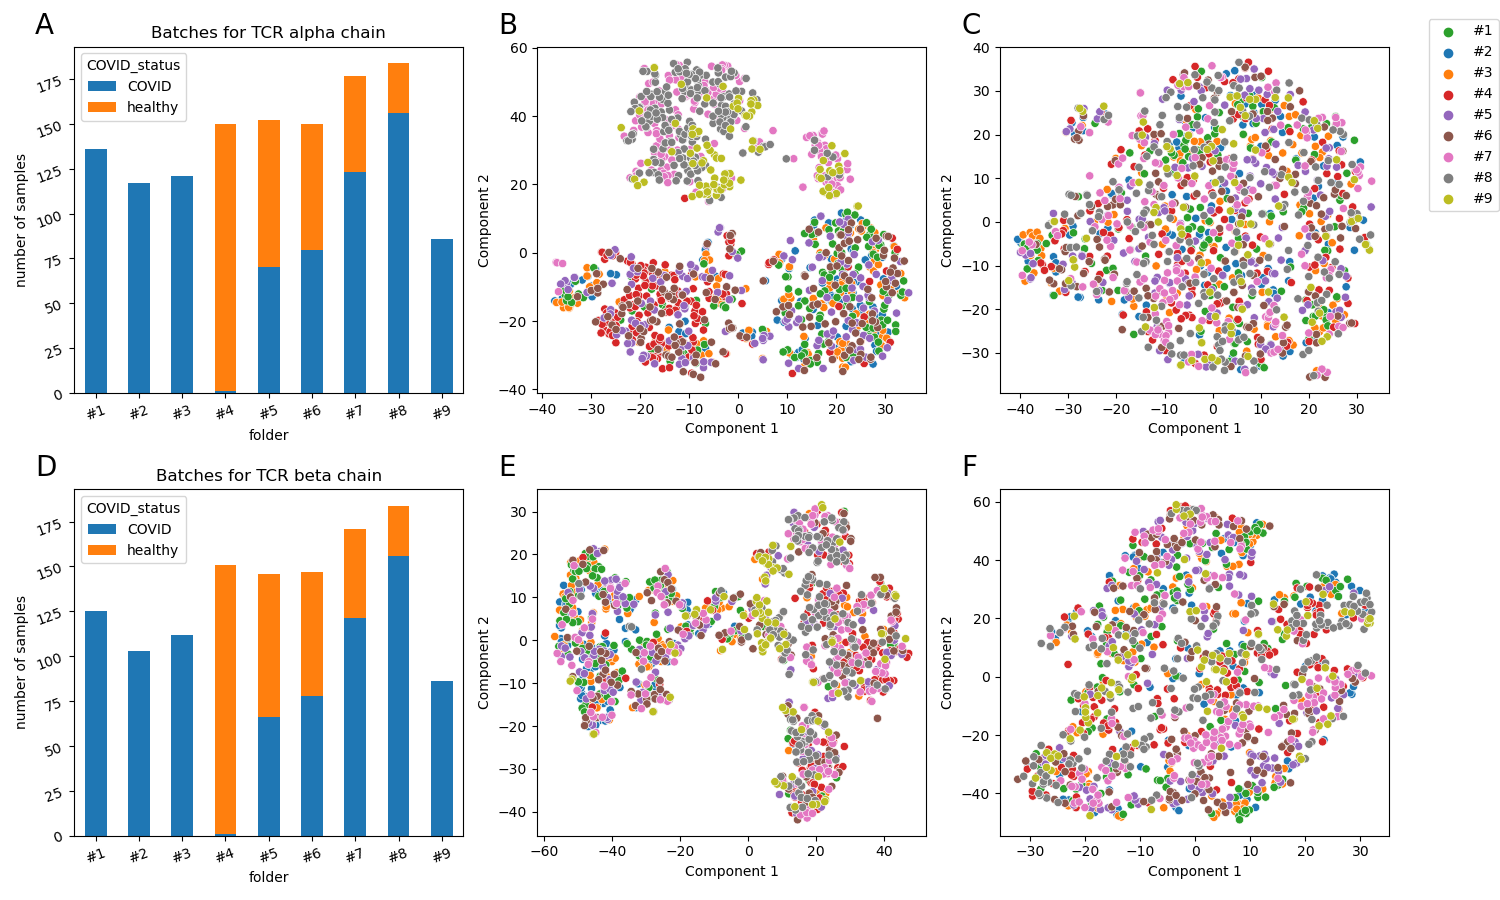 A
Batches for TCR alpha chain
COVID_status
COVID
healthy
number of samples
0
25
50
75
100
125
150
175
#1 #2 #3 #4 #5 #6 #7 #8 #9
folder
B
Component 2
60
40
20
0
−20
−40
−40 −30 −20 −10 0 10 20 30
Component 1
C
Component 2
40
30
20
10
0
−10
−20
−30
−40 −30 −20 −10 0 10 20 30
Component 1
#1
#2
#3
#4
#5
#6
#7
#8
#9
D
Batches for TCR beta chain
COVID_status
COVID
healthy
number of samples
0
25
50
75
100
125
150
175
#1 #2 #3 #4 #5 #6 #7 #8 #9
folder
E
Component 2
30
20
10
0
−10
−20
−30
−40
−60 −40 −20 0 20 40
Component 1
F
Component 2
60
40
20
0
−20
−40
−30 −20 −10 0 10 20 30
Component 1